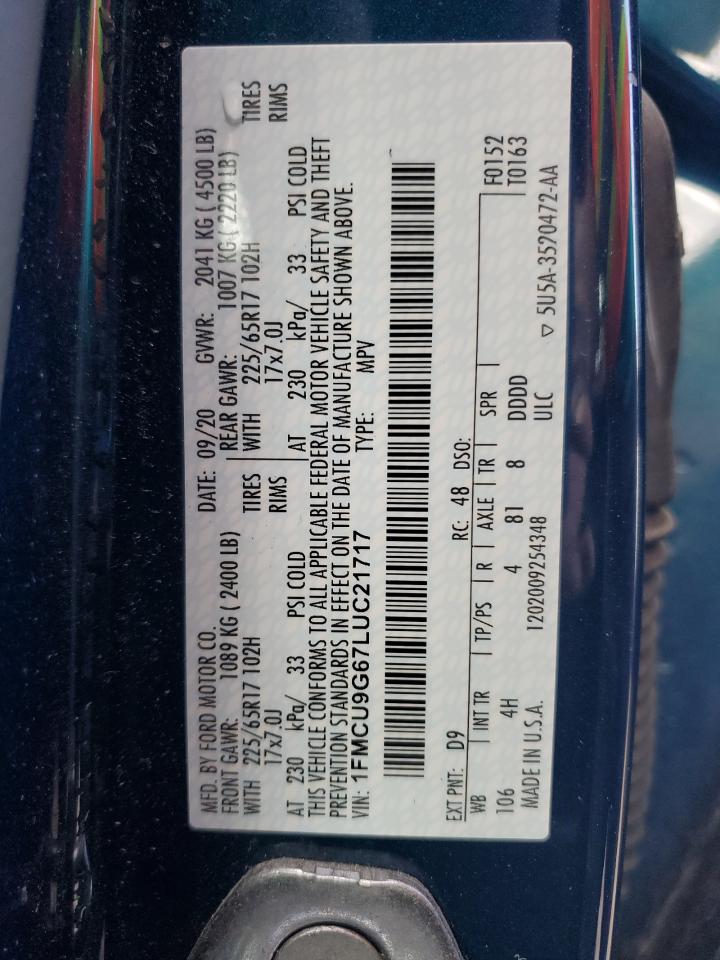 MFD. BY FORD MOTOR CO. DATE: 09/20 GVWR: 2041 KG ( 4500 LB)
FRONT GAWR: 1089 KG ( 2400 LB) REAR GAWR: 1007 KG ( 2220 LB)
WITH 225/65R17 102H TIRES WITH 225/65R17 102H TIRES
17x7.0J RIMS 17x7.0J RIMS
AT 230 kPa/ 33 PSI COLD AT 230 kPa/ 33 PSI COLD
THIS VEHICLE CONFORMS TO ALL APPLICABLE FEDERAL MOTOR VEHICLE SAFETY AND THEFT
PREVENTION STANDARDS IN EFFECT ON THE DATE OF MANUFACTURE SHOWN ABOVE.
VIN: 1FMCU9G67LUC21717 TYPE: MPV
EXT PNT: D9 RC: 48 DSO:
WB INT TR TP/PS R AXLE TR SPR F0152
106 4H 4 81 8 DDDD T0163
MADE IN U.S.A. 1202009254348 ULC ▽ 5U5A-3520472-AA